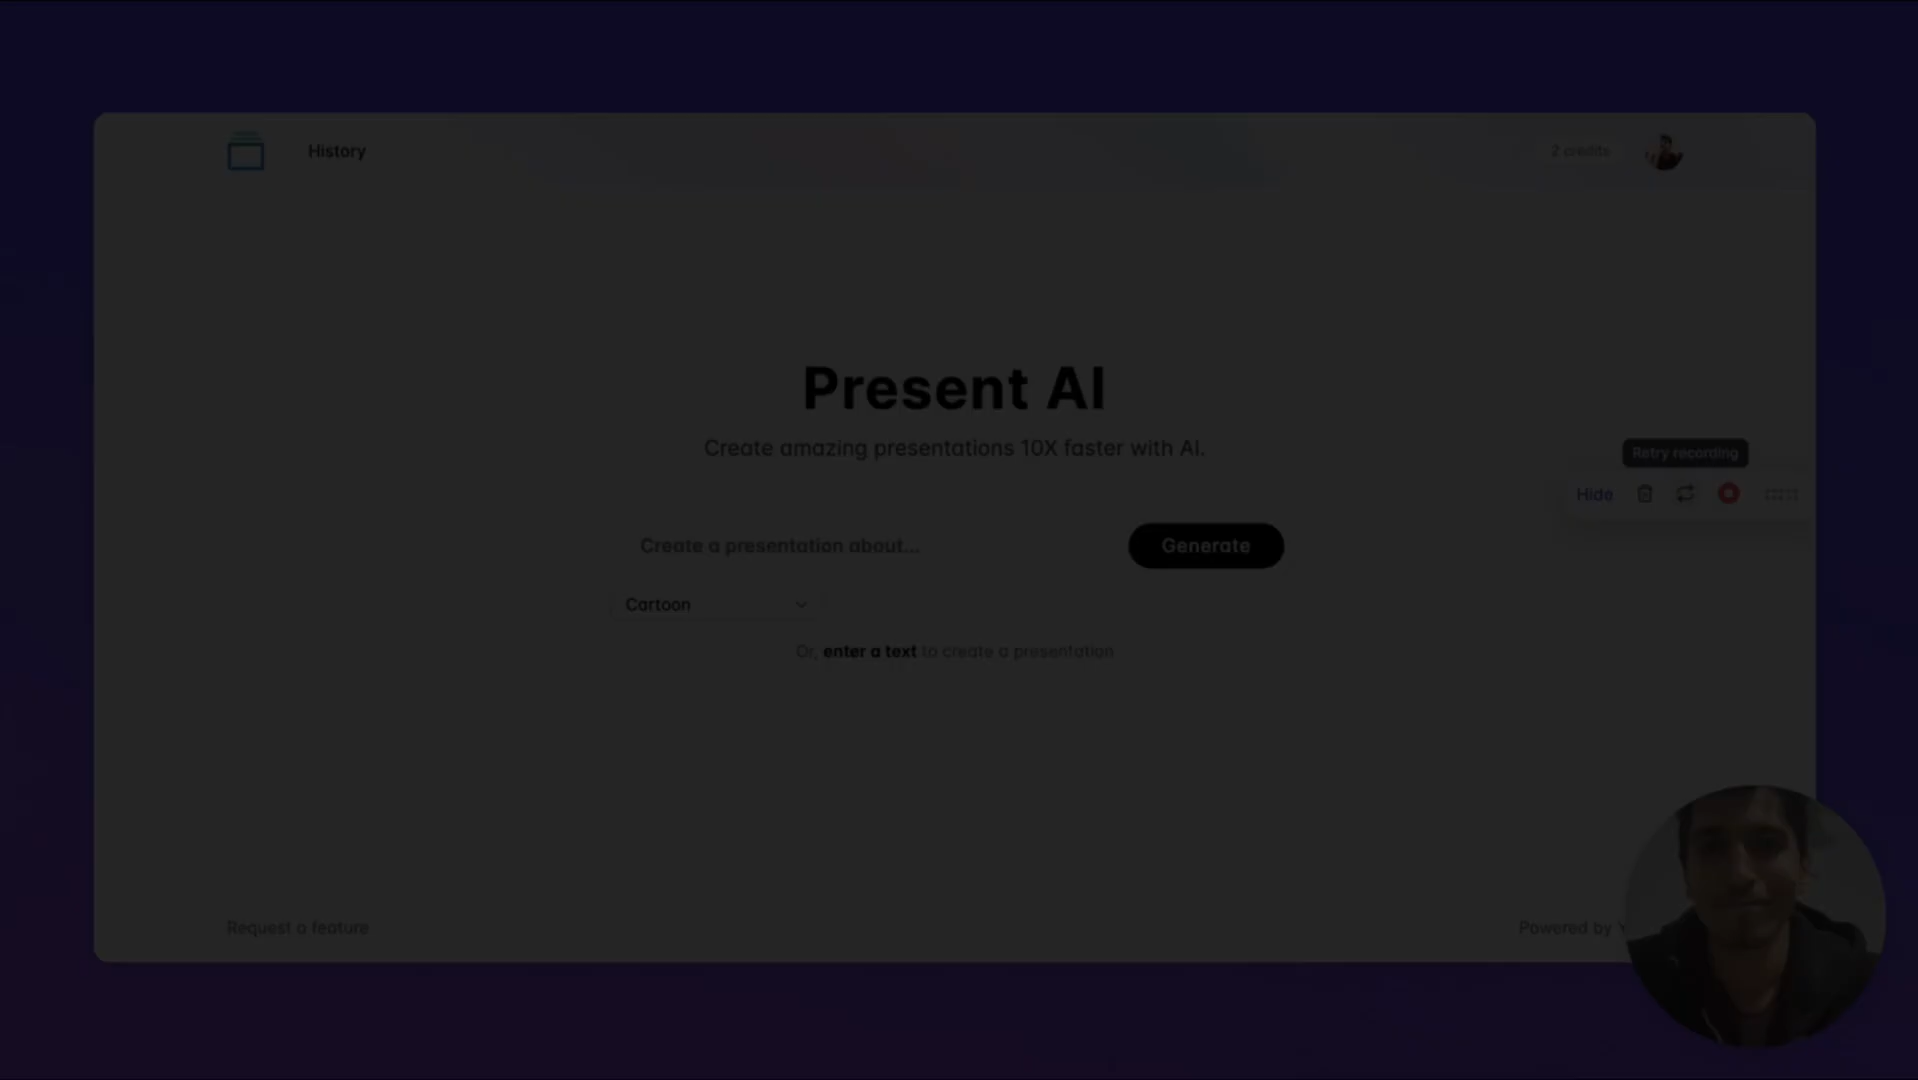 History
2 credits
Present AI
Create amazing presentations 10X faster with AI.
Retry recording
Hide
Create a presentation about...
Generate
Cartoon
Or, enter a text to create a presentation
Request a feature
Powered by